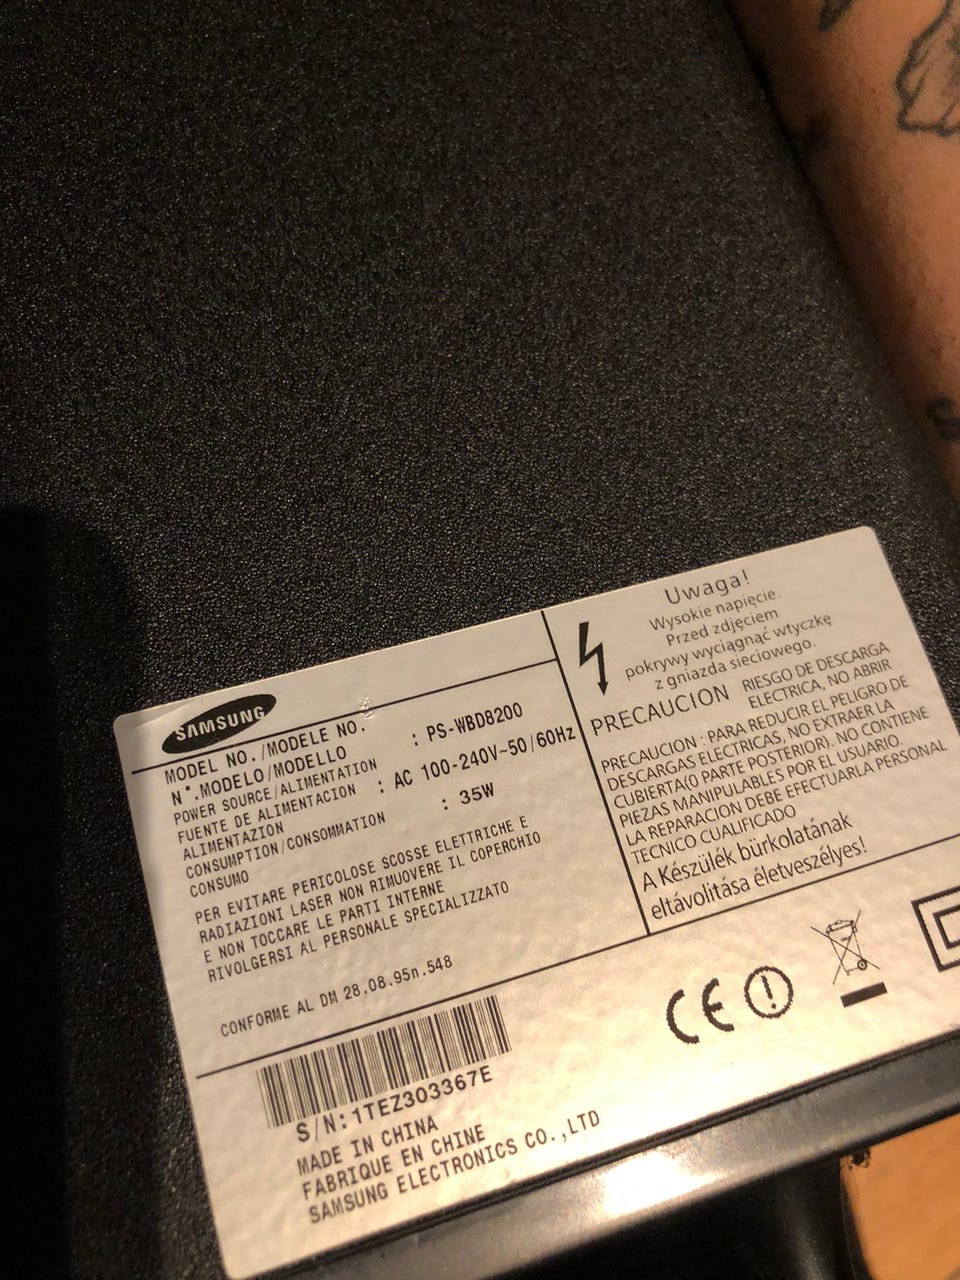 SAMSUNG
MODEL NO./MODELE NO.
N°.MODELO/MODELLO : PS-WBD8200
POWER SOURCE/ALIMENTATION
FUENTE DE ALIMENTACION : AC 100-240V~50/60Hz
ALIMENTAZION
CONSUMPTION/CONSOMMATION : 35W
CONSUMO
PER EVITARE PERICOLOSE SCOSSE ELETTRICHE E
RADIAZIONI LASER NON RIMUOVERE IL COPERCHIO
E NON TOCCARE LE PARTI INTERNE
RIVOLGERSI AL PERSONALE SPECIALIZZATO
CONFORME AL DM 28.08.95n.548
Uwaga!
Wysokie napięcie.
Przed zdjęciem
pokrywy wyciągnąć wtyczkę
z gniazda sieciowego.
PRECAUCION RIESGO DE DESCARGA
ELECTRICA, NO ABRIR
PRECAUCION : PARA REDUCIR EL PELIGRO DE
DESCARGAS ELECTRICAS, NO EXTRAER LA
CUBIERTA(O PARTE POSTERIOR). NO CONTIENE
PIEZAS MANIPULABLES POR EL USUARIO.
LA REPARACION DEBE EFECTUARLA PERSONAL
TECNICO CUALIFICADO
A Készülék bürkolatának
eltávolitása életveszélyes!
CE
S/N:1TEZ303367E
MADE IN CHINA
FABRIQUE EN CHINE
SAMSUNG ELECTRONICS CO.,LTD